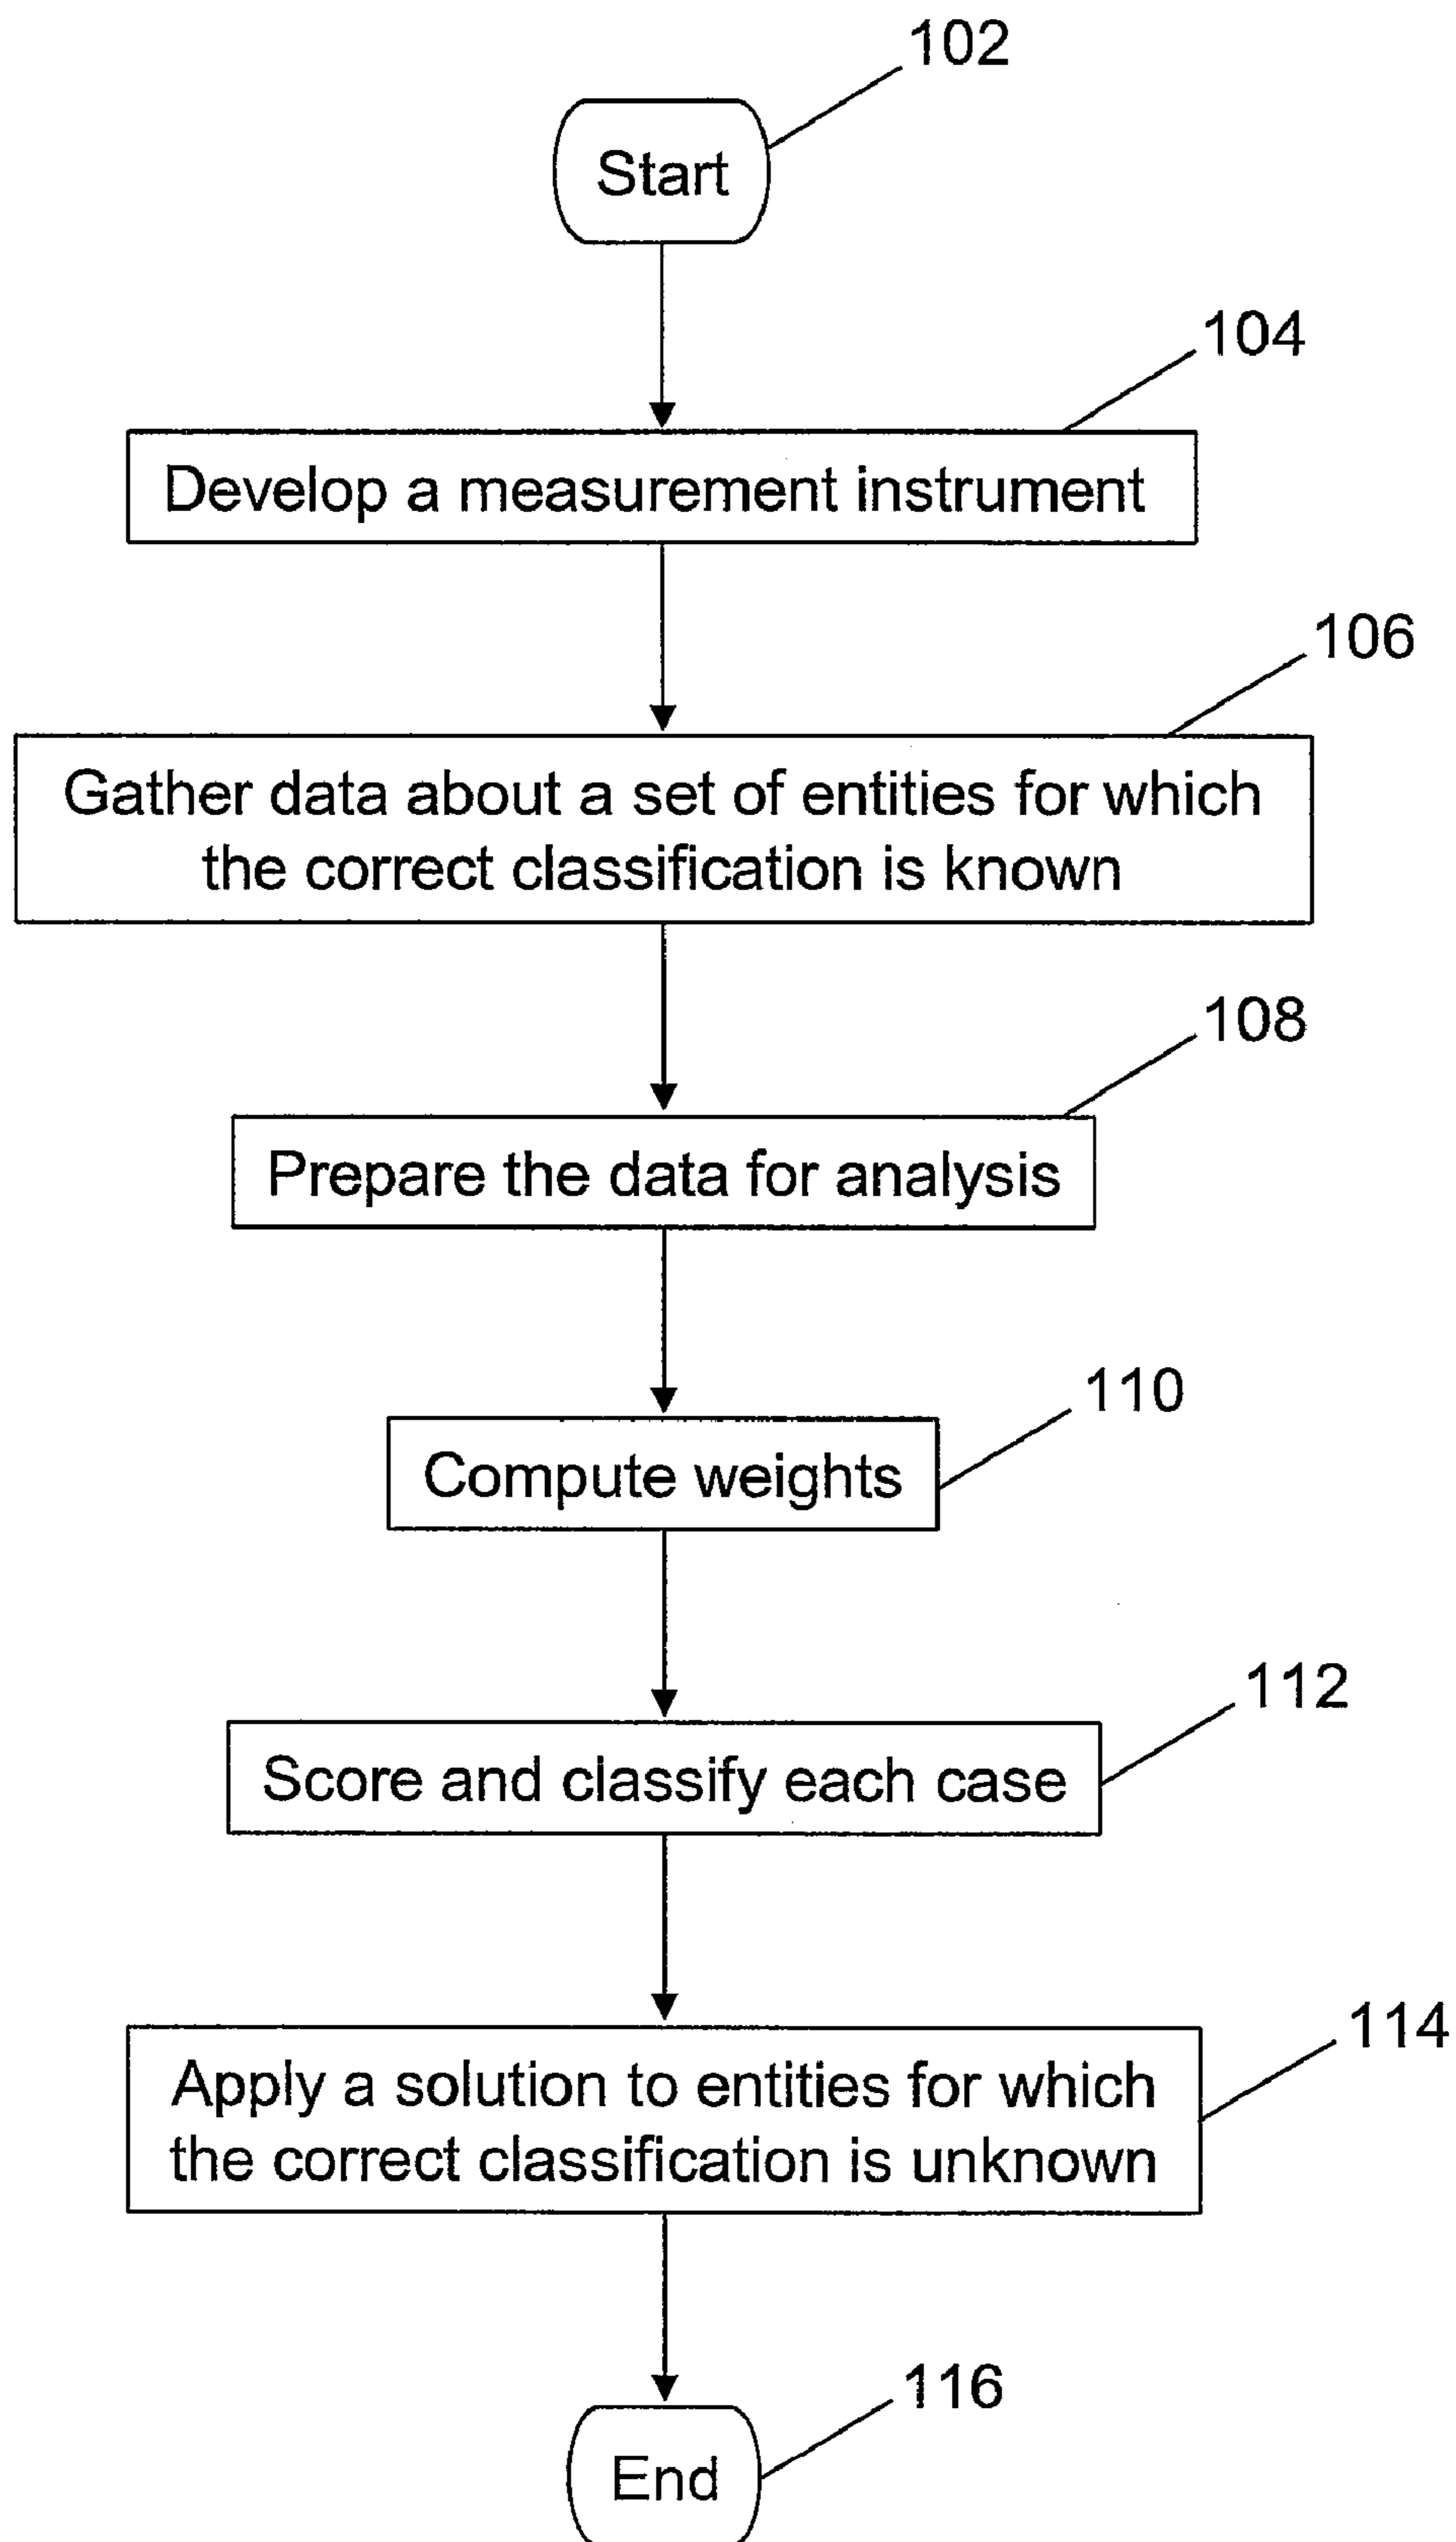 102
Start
104
Develop a measurement instrument
106
Gather data about a set of entities for which
the correct classification is known
108
Prepare the data for analysis
110
Compute weights
112
Score and classify each case
114
Apply a solution to entities for which
the correct classification is unknown
116
End